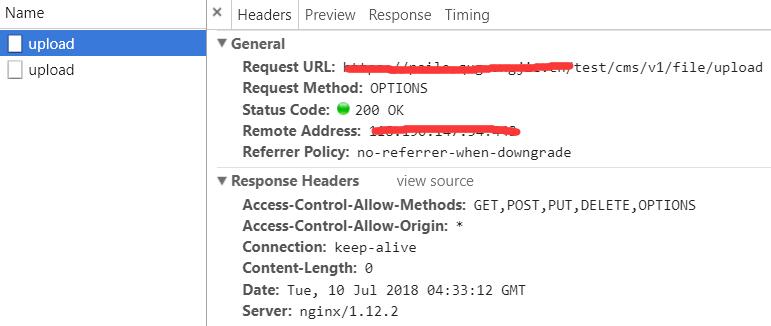 Name
× Headers Preview Response Timing
upload
upload
▼ General
Request URL: /test/cms/v1/file/upload
Request Method: OPTIONS
Status Code: 200 OK
Remote Address:
Referrer Policy: no-referrer-when-downgrade
▼ Response Headers view source
Access-Control-Allow-Methods: GET,POST,PUT,DELETE,OPTIONS
Access-Control-Allow-Origin: *
Connection: keep-alive
Content-Length: 0
Date: Tue, 10 Jul 2018 04:33:12 GMT
Server: nginx/1.12.2